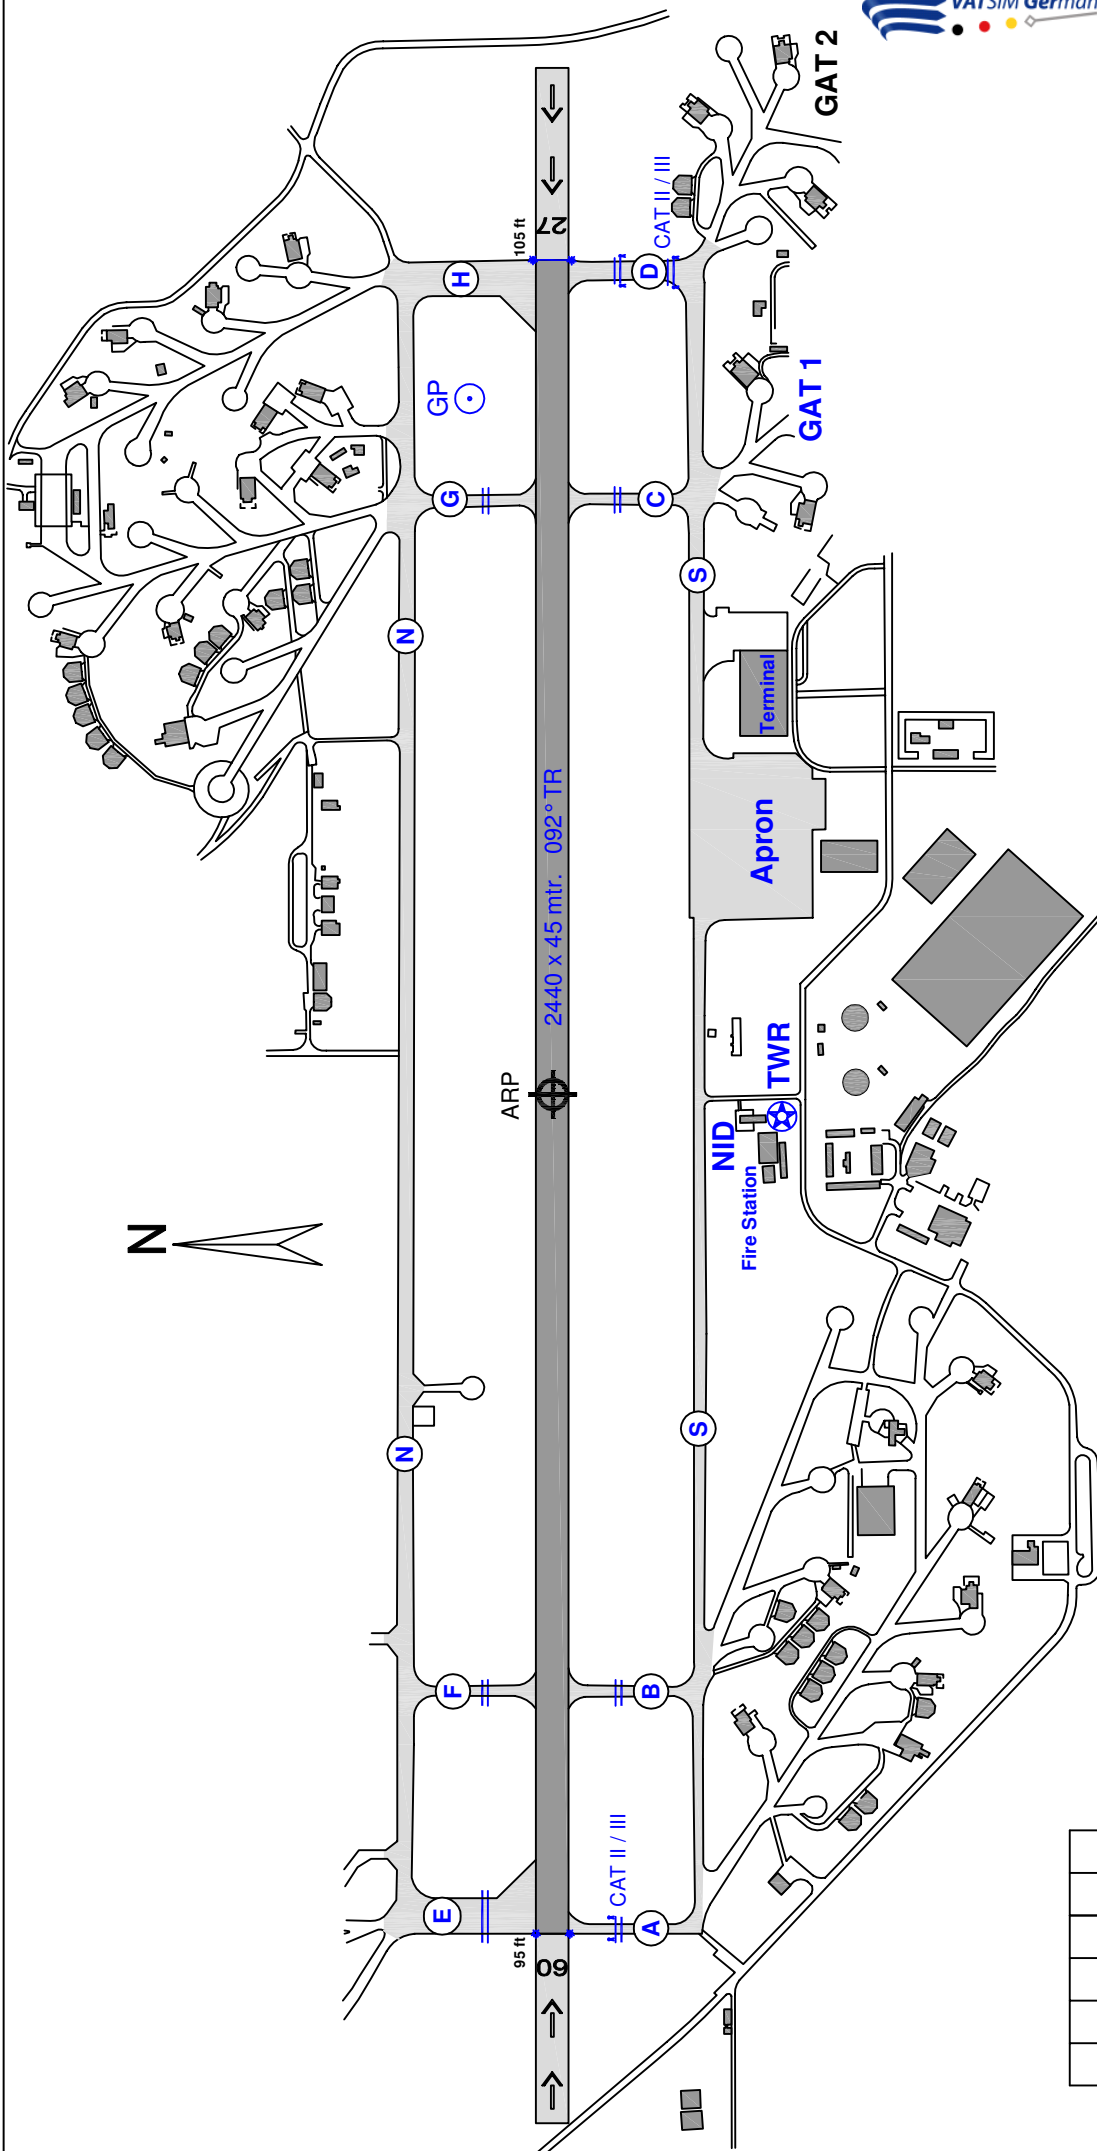 VATSIM German
GAT 2
CAT II / III
105 ft
27
H
D
GP
GAT 1
G
C
S
N
Terminal
Apron
2440 x 45 mtr. 092° TR
ARP
TWR
NID
Fire Station
N
N
S
F
B
CAT II / III
E
A
95 ft
09